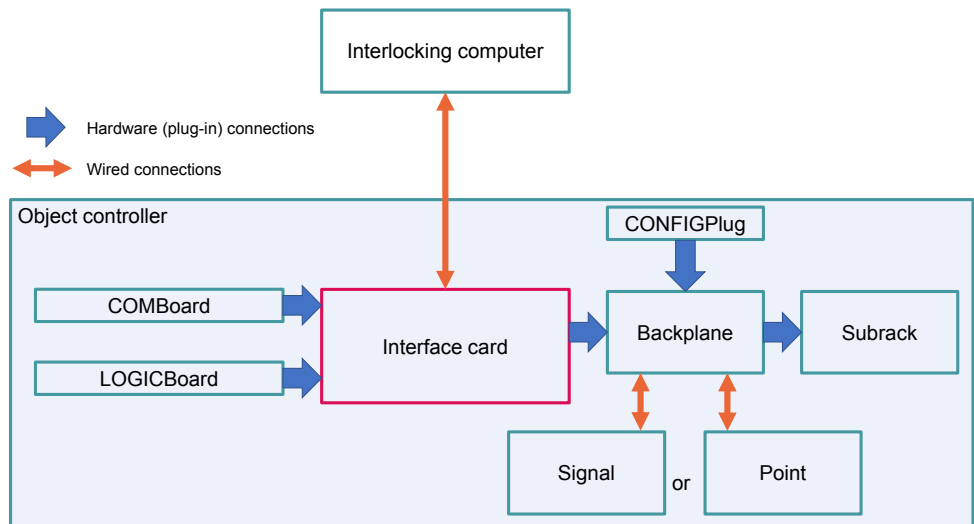 Interlocking computer
Hardware (plug-in) connections
Wired connections
Object controller
CONFIGPlug
COMBoard
Interface card
Backplane
Subrack
LOGICBoard
Signal
or
Point